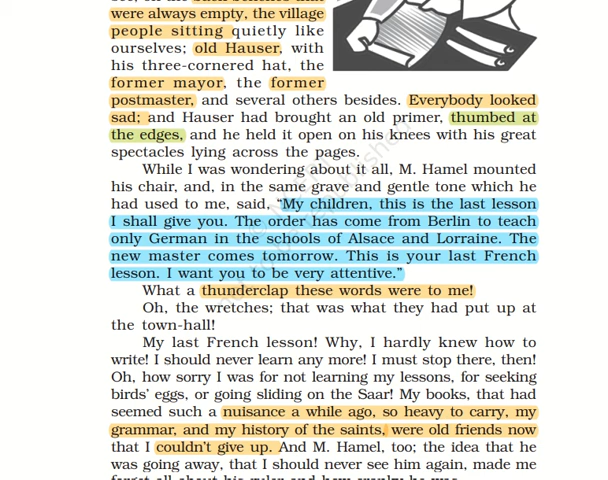 were always empty, the village
people sitting quietly like
ourselves; old Hauser, with
his three-cornered hat, the
former mayor, the former
postmaster, and several others besides. Everybody looked
sad; and Hauser had brought an old primer, thumbed at
the edges, and he held it open on his knees with his great
spectacles lying across the pages.
While I was wondering about it all, M. Hamel mounted
his chair, and, in the same grave and gentle tone which he
had used to me, said, “My children, this is the last lesson
I shall give you. The order has come from Berlin to teach
only German in the schools of Alsace and Lorraine. The
new master comes tomorrow. This is your last French
lesson. I want you to be very attentive.”
What a thunderclap these words were to me!
Oh, the wretches; that was what they had put up at
the town-hall!
My last French lesson! Why, I hardly knew how to
write! I should never learn any more! I must stop there, then!
Oh, how sorry I was for not learning my lessons, for seeking
birds’ eggs, or going sliding on the Saar! My books, that had
seemed such a nuisance a while ago, so heavy to carry, my
grammar, and my history of the saints, were old friends now
that I couldn’t give up. And M. Hamel, too; the idea that he
was going away, that I should never see him again, made me